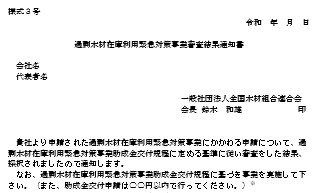 様式３号
令和　年　月　日
過剰木材在庫利用緊急対策事業審査結果通知書
会社名
代表者名
一般社団法人全国木材組合連合会
会長 鈴木　和雄　　　印
貴社より申請された過剰木材在庫利用緊急対策事業にかかわる申請について、過
剰木材在庫利用緊急対策事業助成金交付規程に定める基準に従い審査をした結果、
採択されましたので通知します。
なお、過剰木材在庫利用緊急対策事業助成金交付規程に基づき事業を実施して下
さい。（また、助成金交付申請は〇〇円以内で行ってください。）※